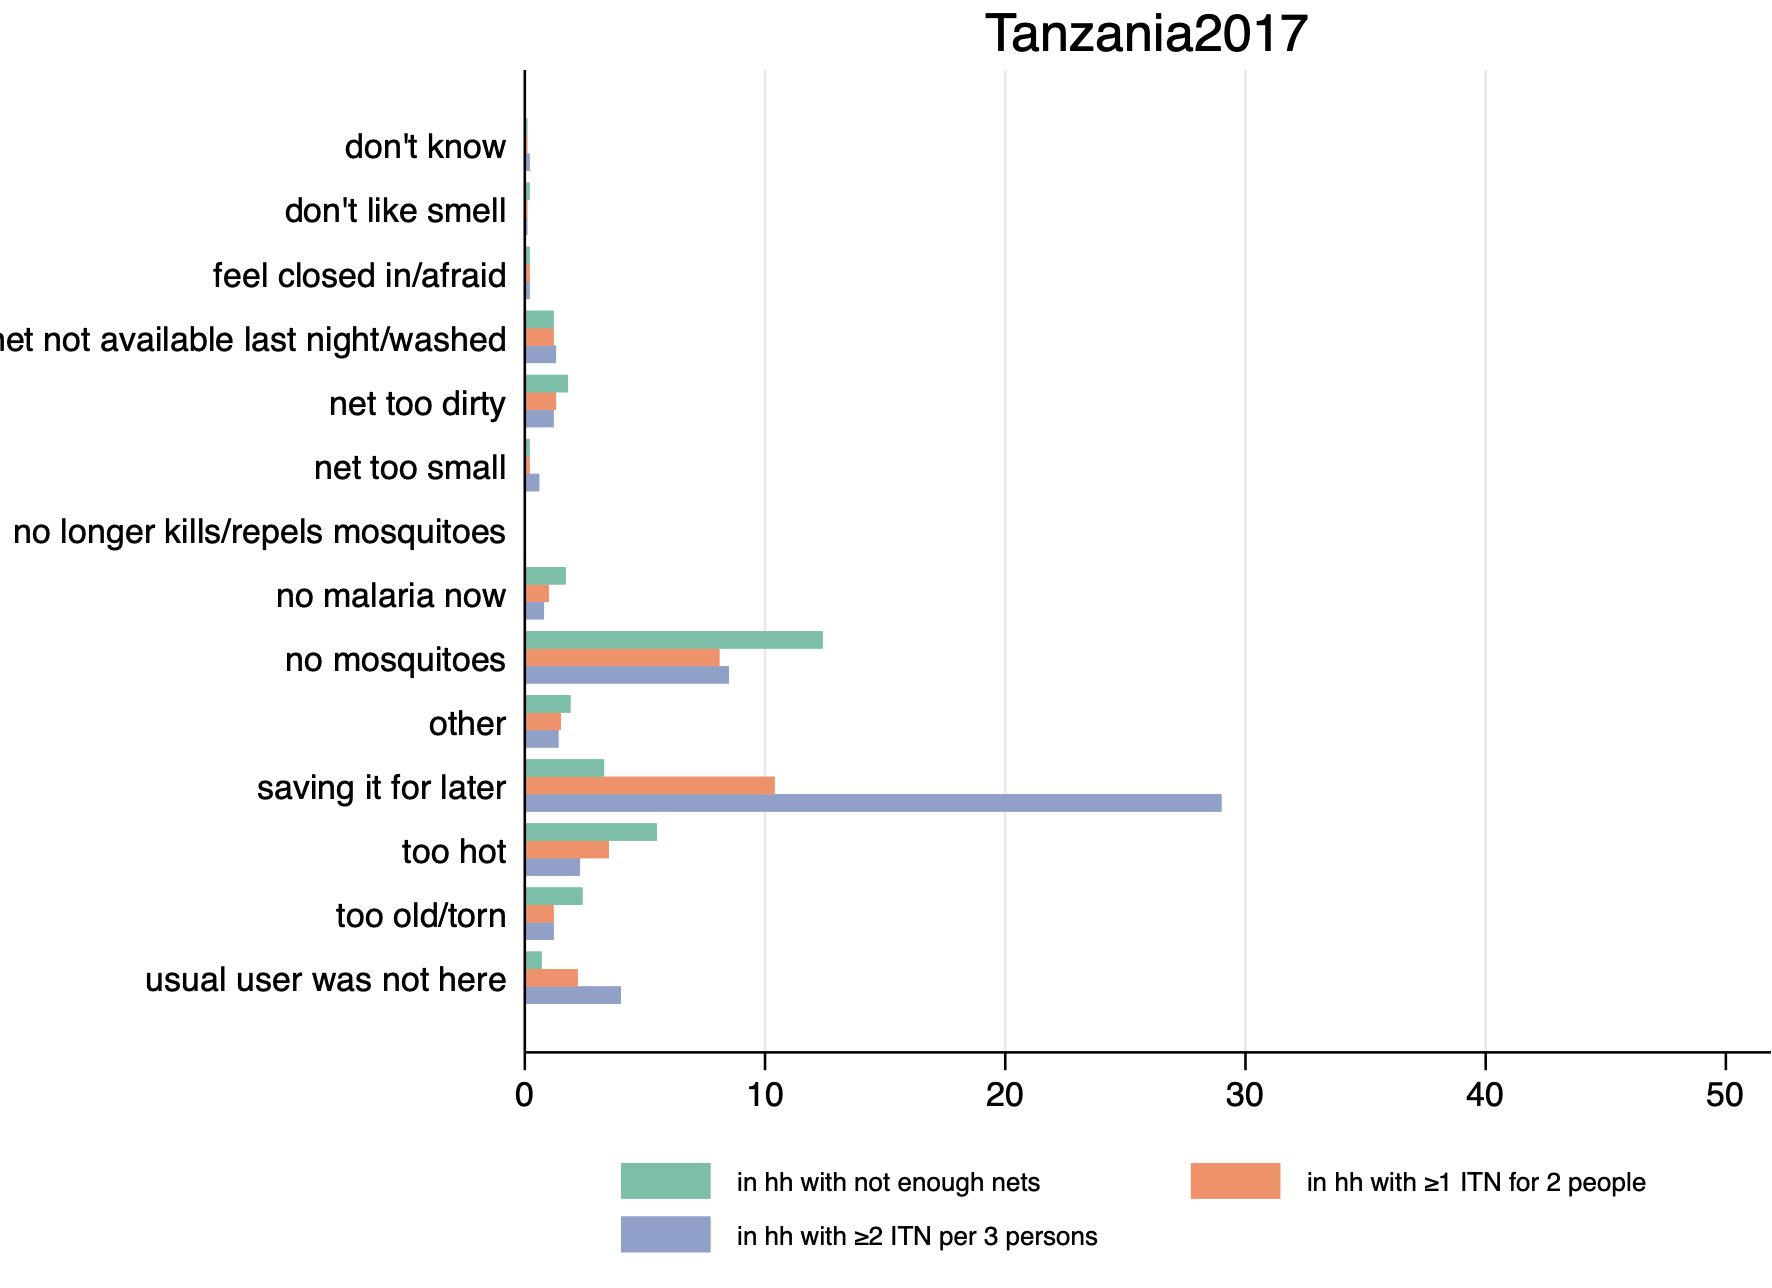 Tanzania2017
don't know
don't like smell
feel closed in/afraid
not available last night/washed
net too dirty
net too small
no longer kills/repels mosquitoes
no malaria now
no mosquitoes
other
saving it for later
too hot
too old/torn
usual user was not here
0 10 20 30 40 50
in hh with not enough nets
in hh with ≥1 ITN for 2 people
in hh with ≥2 ITN per 3 persons